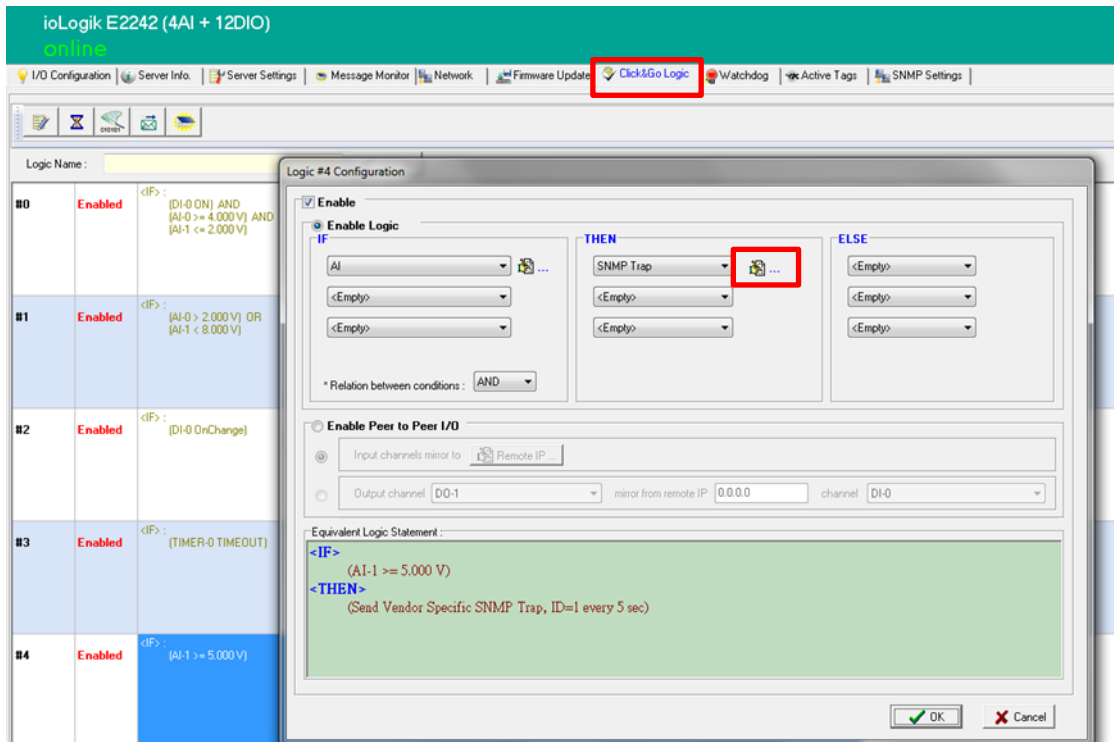 ioLogik E2242 (4AI + 12DIO)
online
I/O Configuration Server Info. Server Settings Message Monitor Network Firmware Update Click&Go Logic Watchdog Active Tags SNMP Settings
Logic Name :
#0 Enabled <IF> :
(DI-0 ON) AND
(AI-0 >= 4.000 V) AND
(AI-1 <= 2.000 V)
#1 Enabled <IF> :
(AI-0 > 2.000 V) OR
(AI-1 < 8.000 V)
#2 Enabled <IF> :
(DI-0 OnChange)
#3 Enabled <IF> :
(TIMER-0 TIMEOUT)
#4 Enabled <IF> :
(AI-1 >= 5.000 V)
Logic #4 Configuration
Enable
Enable Logic
IF THEN ELSE
AI ... SNMP Trap ... <Empty>
<Empty> <Empty> <Empty>
<Empty> <Empty> <Empty>
* Relation between conditions : AND
Enable Peer to Peer I/O
Input channels mirror to Remote IP ...
Output channel DO-1 mirror from remote IP 0.0.0.0 channel DI-0
Equivalent Logic Statement :
<IF>
(AI-1 >= 5.000 V)
<THEN>
(Send Vendor Specific SNMP Trap, ID=1 every 5 sec)
OK Cancel